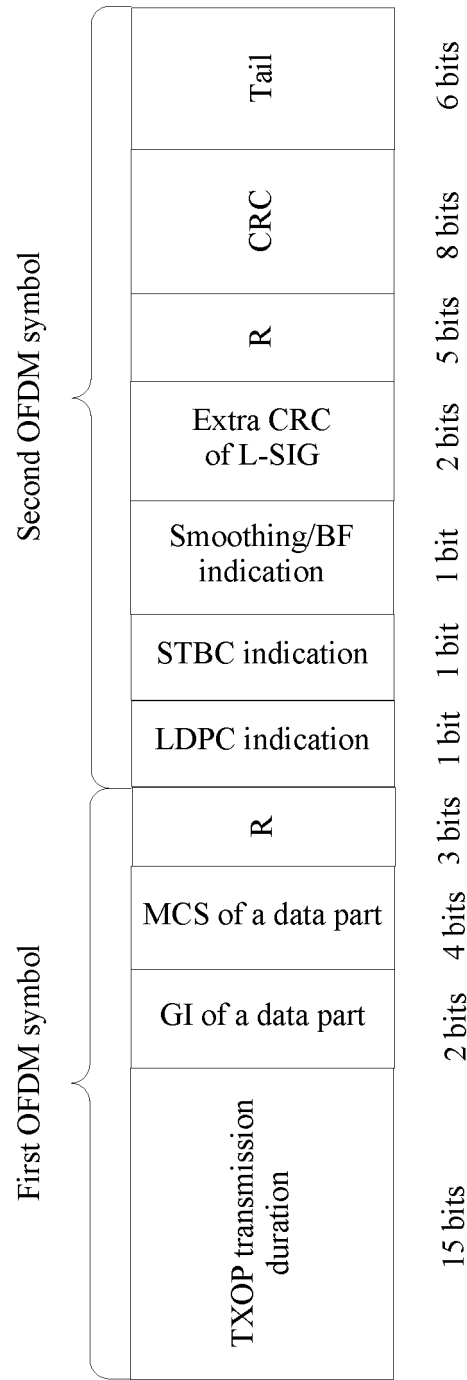 First OFDM symbol
Second OFDM symbol
TXOP transmission
duration
GI of a data part
MCS of a data part
R
LDPC indication
STBC indication
Smoothing/BF
indication
Extra CRC
of L-SIG
R
CRC
Tail
15 bits
2 bits
4 bits
3 bits
1 bit
1 bit
1 bit
2 bits
5 bits
8 bits
6 bits